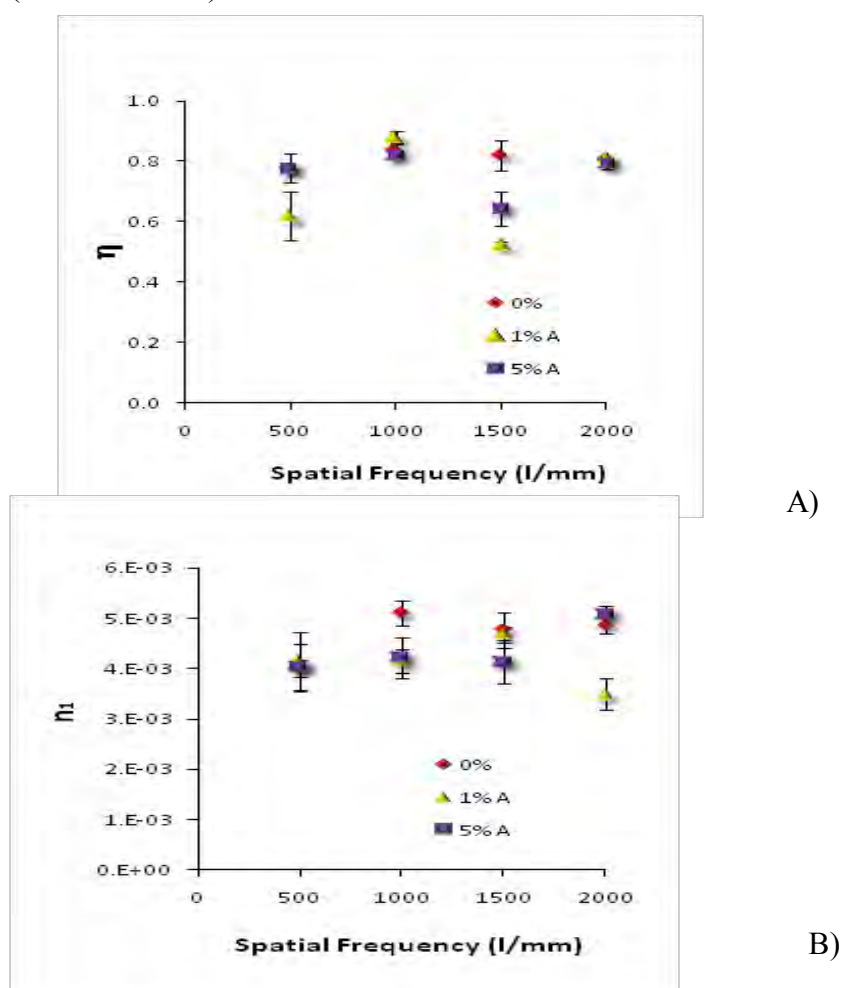 1.0
0.8
0.6
η
0.4
0.2
0.0
0%
1% A
5% A
0 500 1000 1500 2000
Spatial Frequency (l/mm)
A)
6.E-03
5.E-03
4.E-03
n1
3.E-03
2.E-03
1.E-03
0.E+00
0%
1% A
5% A
0 500 1000 1500 2000
Spatial Frequency (l/mm)
B)